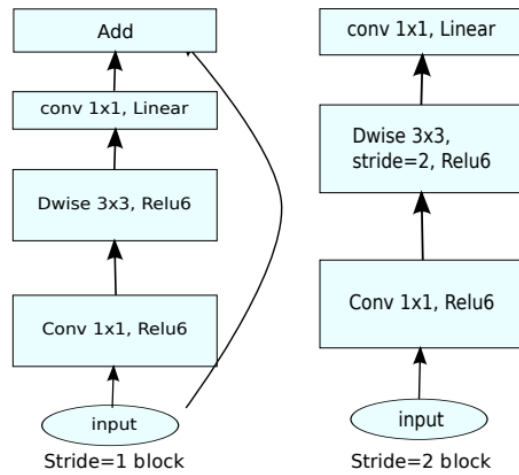 Add
conv 1x1, Linear
Dwise 3x3, Relu6
Conv 1x1, Relu6
input
Stride=1 block
conv 1x1, Linear
Dwise 3x3,
stride=2, Relu6
Conv 1x1, Relu6
input
Stride=2 block